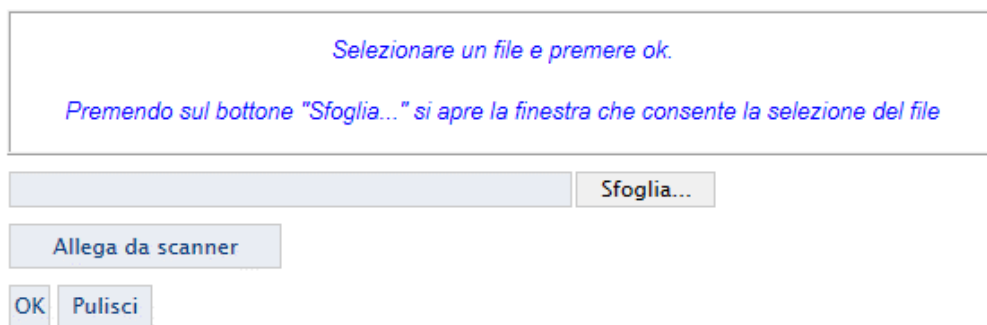 Selezionare un file e premere ok.
Premendo sul bottone "Sfoglia..." si apre la finestra che consente la selezione del file
Sfoglia...
Allega da scanner
OK Pulisci